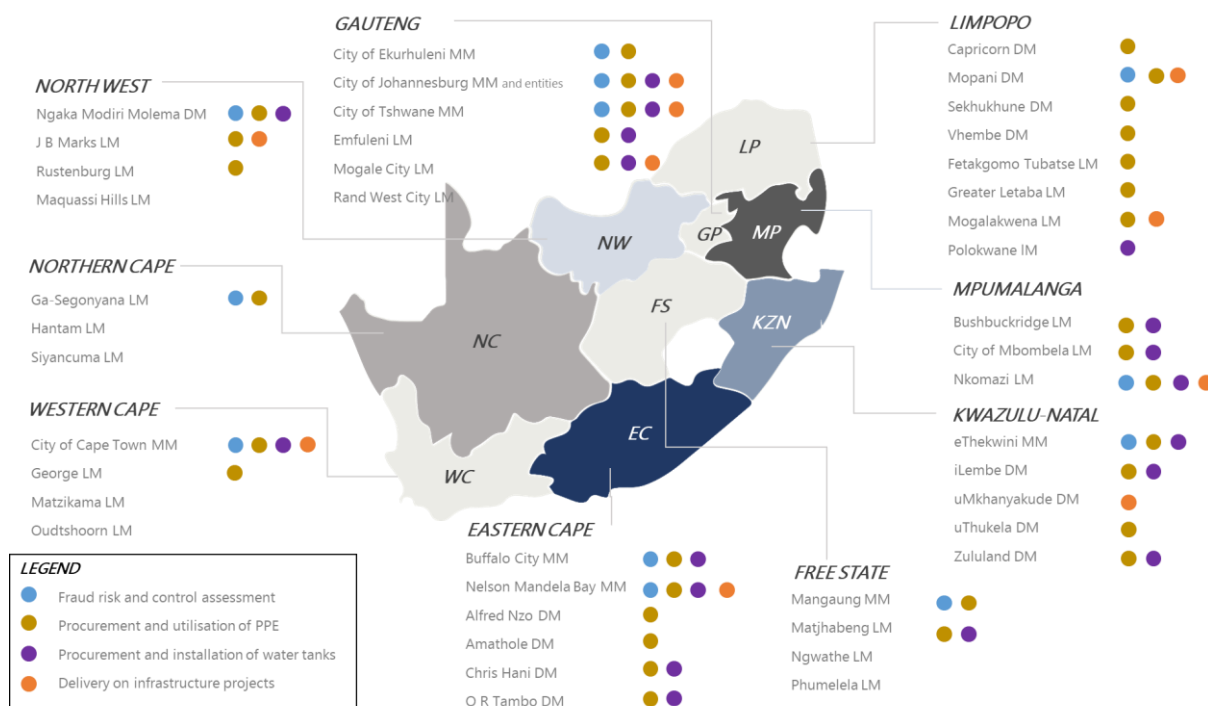 GAUTENG
City of Ekurhuleni MM
City of Johannesburg MM and entities
City of Tshwane MM
Emfuleni LM
Mogale City LM
Rand West City LM
LIMPOPO
Capricorn DM
Mopani DM
Sekhukhune DM
Vhembe DM
Fetakgomo Tubatse LM
Greater Letaba LM
Mogalakwena LM
Polokwane lM
NORTH WEST
Ngaka Modiri Molema DM
J B Marks LM
Rustenburg LM
Maquassi Hills LM
NORTHERN CAPE
Ga-Segonyana LM
Hantam LM
Siyancuma LM
WESTERN CAPE
City of Cape Town MM
George LM
Matzikama LM
Oudtshoorn LM
LP
NW
GP
MP
FS
KZN
NC
EC
WC
MPUMALANGA
Bushbuckridge LM
City of Mbombela LM
Nkomazi LM
KWAZULU-NATAL
eThekwini MM
iLembe DM
uMkhanyakude DM
uThukela DM
Zululand DM
EASTERN CAPE
Buffalo City MM
Nelson Mandela Bay MM
Alfred Nzo DM
Amathole DM
Chris Hani DM
O R Tambo DM
FREE STATE
Mangaung MM
Matjhabeng LM
Ngwathe LM
Phumelela LM
LEGEND
Fraud risk and control assessment
Procurement and utilisation of PPE
Procurement and installation of water tanks
Delivery on infrastructure projects